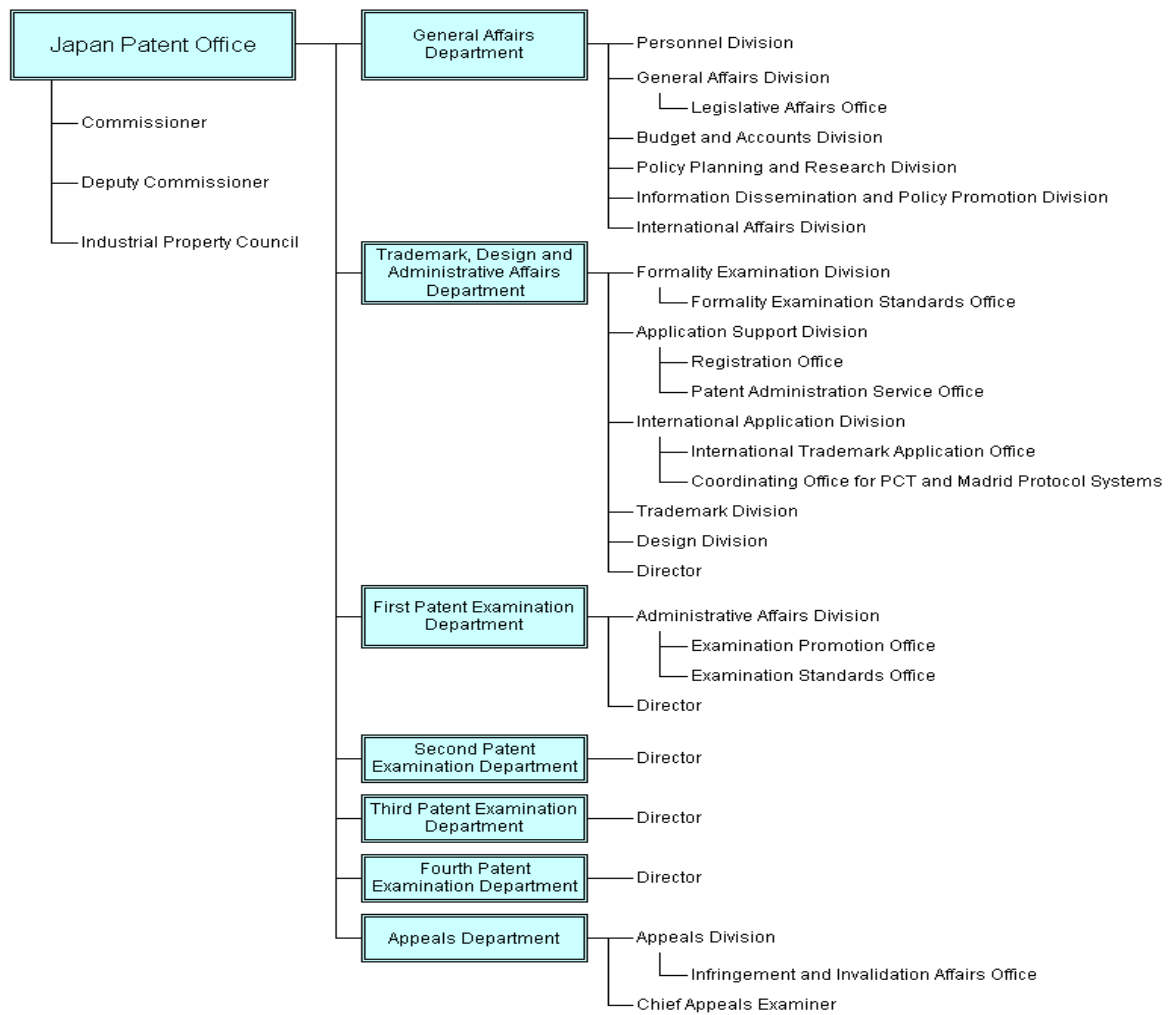 Japan Patent Office
Commissioner
Deputy Commissioner
Industrial Property Council
General Affairs
Department
Personnel Division
General Affairs Division
Legislative Affairs Office
Budget and Accounts Division
Policy Planning and Research Division
Information Dissemination and Policy Promotion Division
International Affairs Division
Trademark, Design and
Administrative Affairs
Department
Formality Examination Division
Formality Examination Standards Office
Application Support Division
Registration Office
Patent Administration Service Office
International Application Division
International Trademark Application Office
Coordinating Office for PCT and Madrid Protocol Systems
Trademark Division
Design Division
Director
First Patent Examination
Department
Administrative Affairs Division
Examination Promotion Office
Examination Standards Office
Director
Second Patent
Examination Department
Director
Third Patent Examination
Department
Director
Fourth Patent
Examination Department
Director
Appeals Department
Appeals Division
Infringement and Invalidation Affairs Office
Chief Appeals Examiner